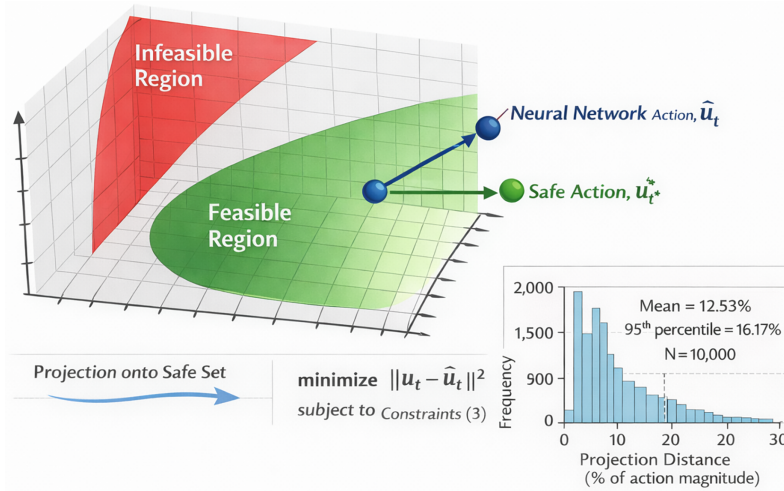 Infeasible
Region
Neural Network Action, û_t
Safe Action, u*_t*
Feasible
Region
Projection onto Safe Set
minimize ||u_t − û_t||²
subject to Constraints (3)
2,000
1,500
900
0
Frequency
Mean = 12.53%
95th percentile = 16.17%
N = 10,000
0 10 20 20 30
Projection Distance
(% of action magnitude)